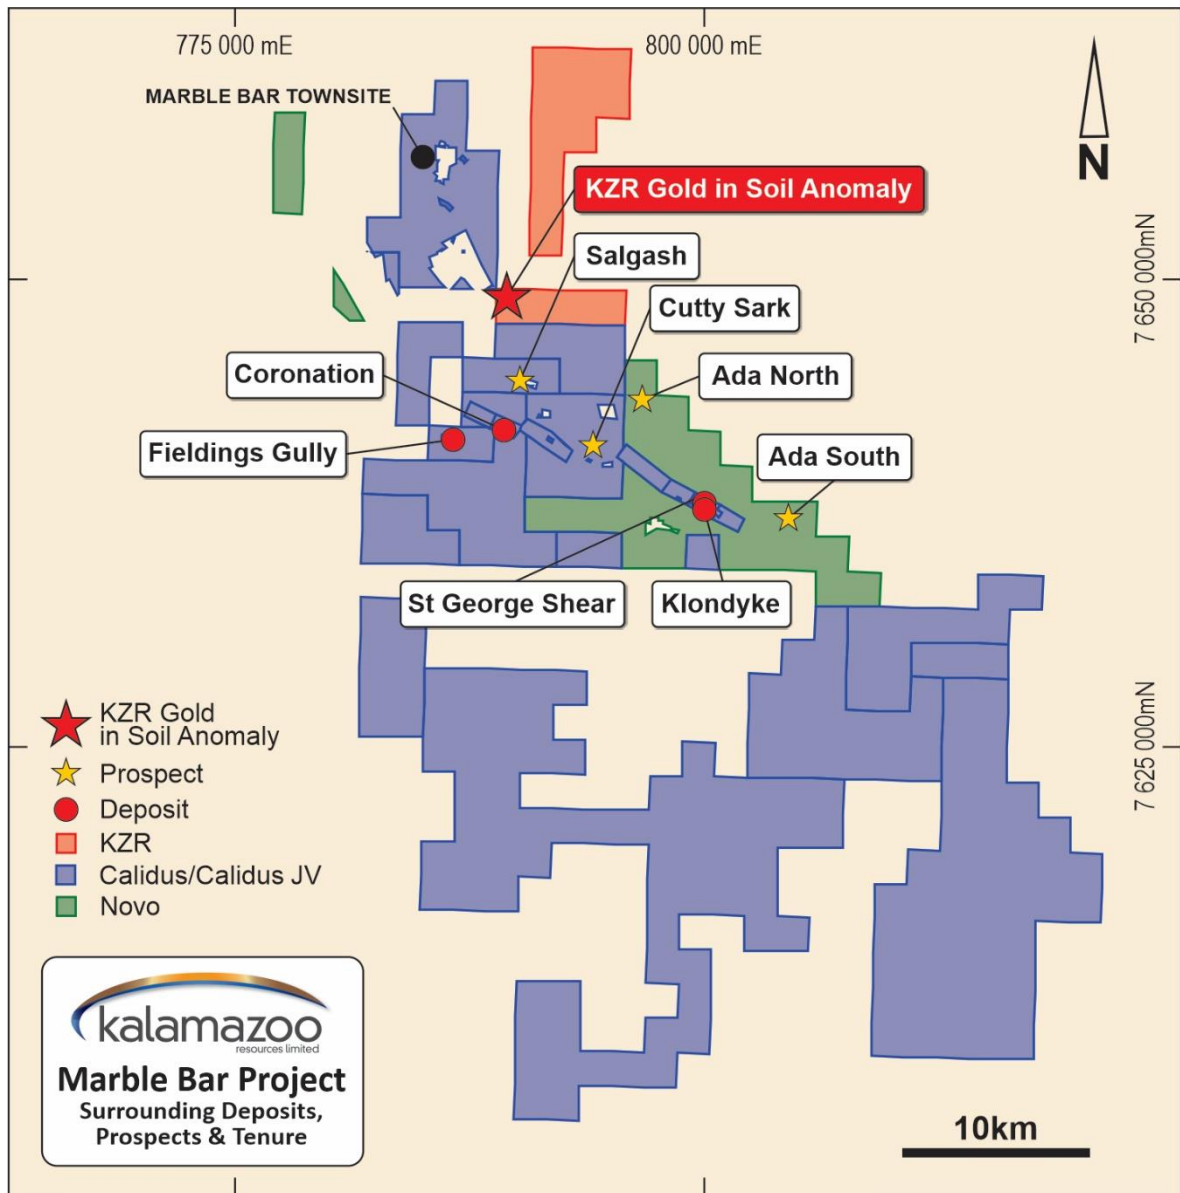 775 000 mE
800 000 mE
MARBLE BAR TOWNSITE
N
KZR Gold in Soil Anomaly
Salgash
7 650 000mN
Cutty Sark
Coronation
Ada North
Fieldings Gully
Ada South
St George Shear
Klondyke
KZR Gold
in Soil Anomaly
Prospect
Deposit
KZR
Calidus/Calidus JV
Novo
7 625 000mN
kalamazoo
resources limited
Marble Bar Project
Surrounding Deposits,
Prospects & Tenure
10km